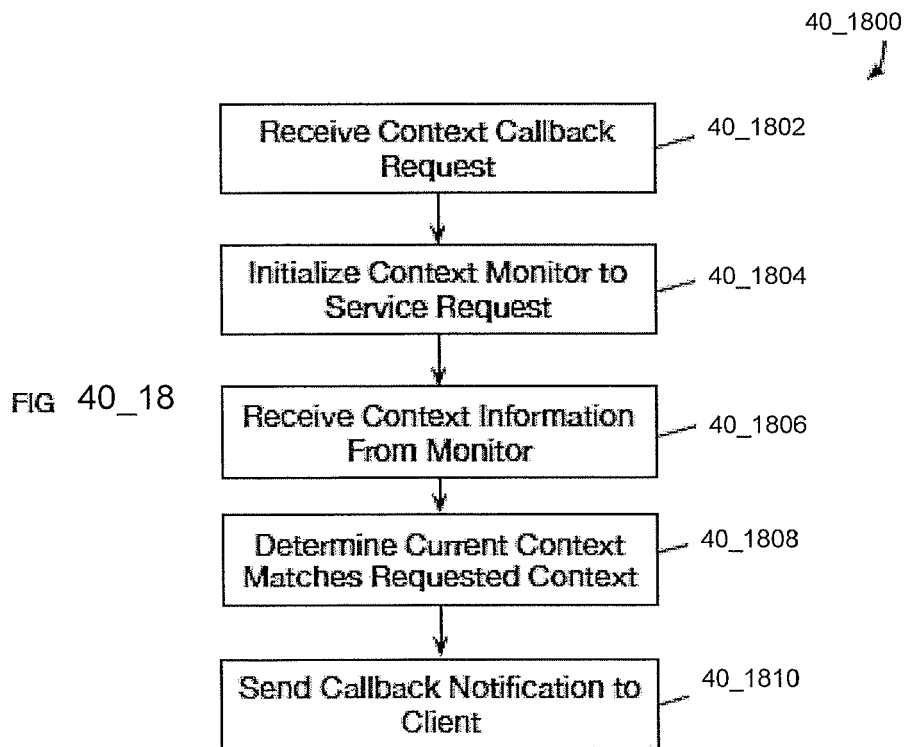 40_1800
Receive Context Callback
Request
40_1802
Initialize Context Monitor to
Service Request
40_1804
FIG 40_18
Receive Context Information
From Monitor
40_1806
Determine Current Context
Matches Requested Context
40_1808
Send Callback Notification to
Client
40_1810